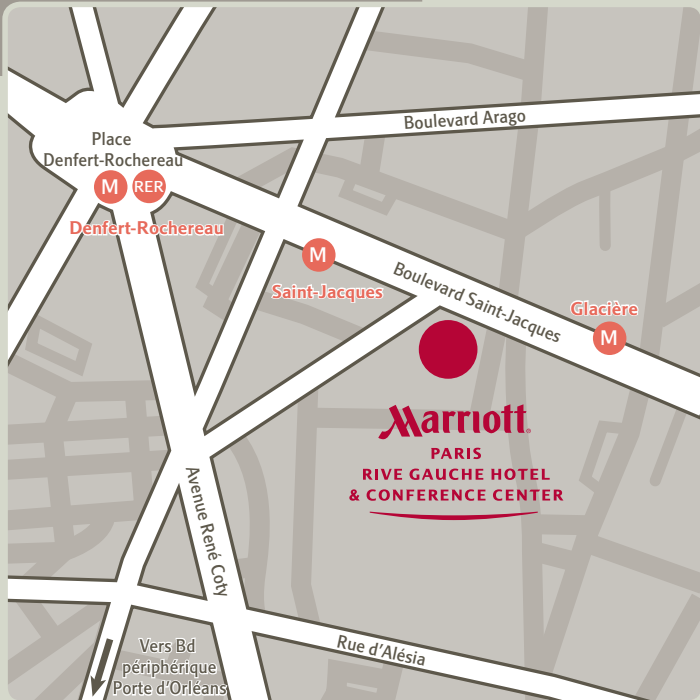 Boulevard Arago
Place
Denfert-Rochereau
M
RER
Denfert-Rochereau
M
Saint-Jacques
Boulevard Saint-Jacques
Glacière
M
Marriott
PARIS
RIVE GAUCHE HOTEL
& CONFERENCE CENTER
Avenue René Coty
Rue d'Alésia
Vers Bd
périphérique
Porte d'Orléans